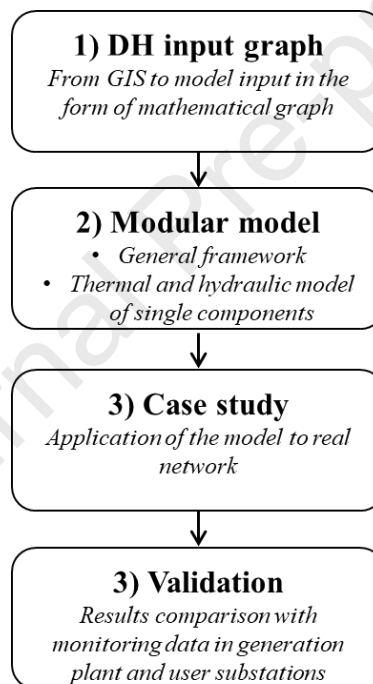 1) DH input graph
From GIS to model input in the
form of mathematical graph
2) Modular model
• General framework
• Thermal and hydraulic model
of single components
3) Case study
Application of the model to real
network
3) Validation
Results comparison with
monitoring data in generation
plant and user substations